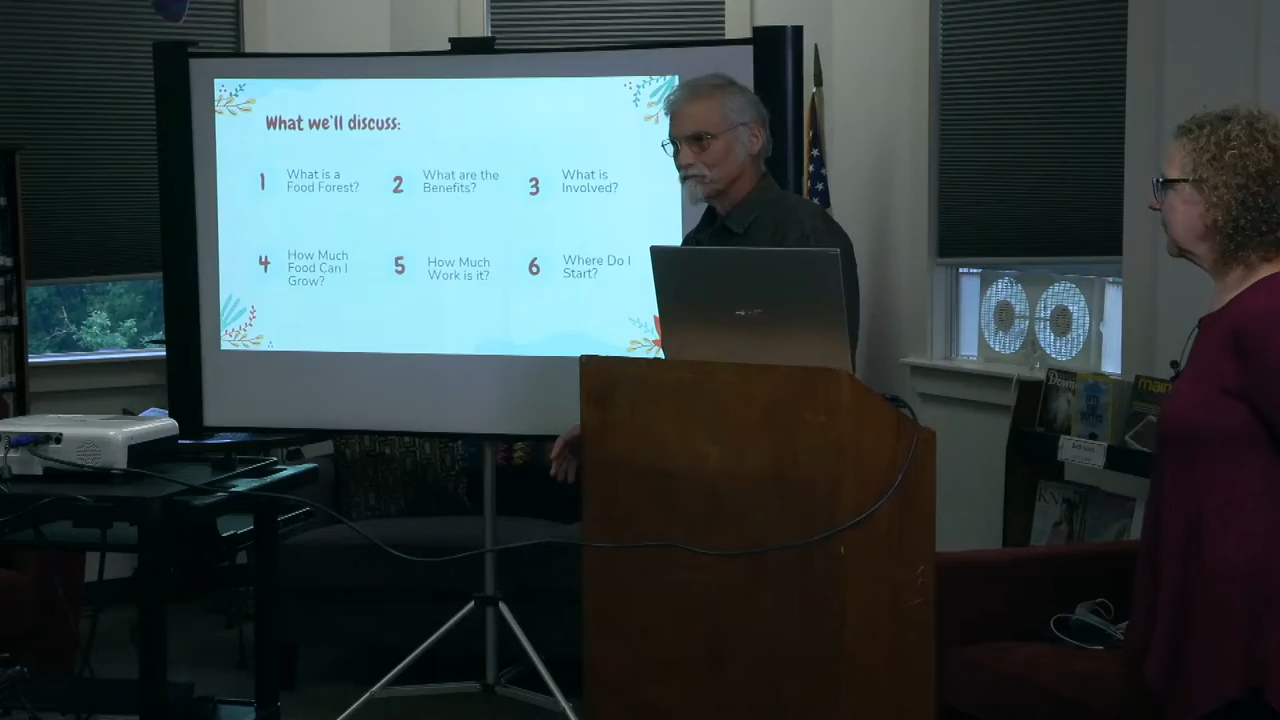 What we'll discuss:
1
What is a
Food Forest?
2
What are the
Benefits?
3
What is
Involved?
4
How Much
Food Can I
Grow?
5
How Much
Work is it?
6
Where Do I
Start?